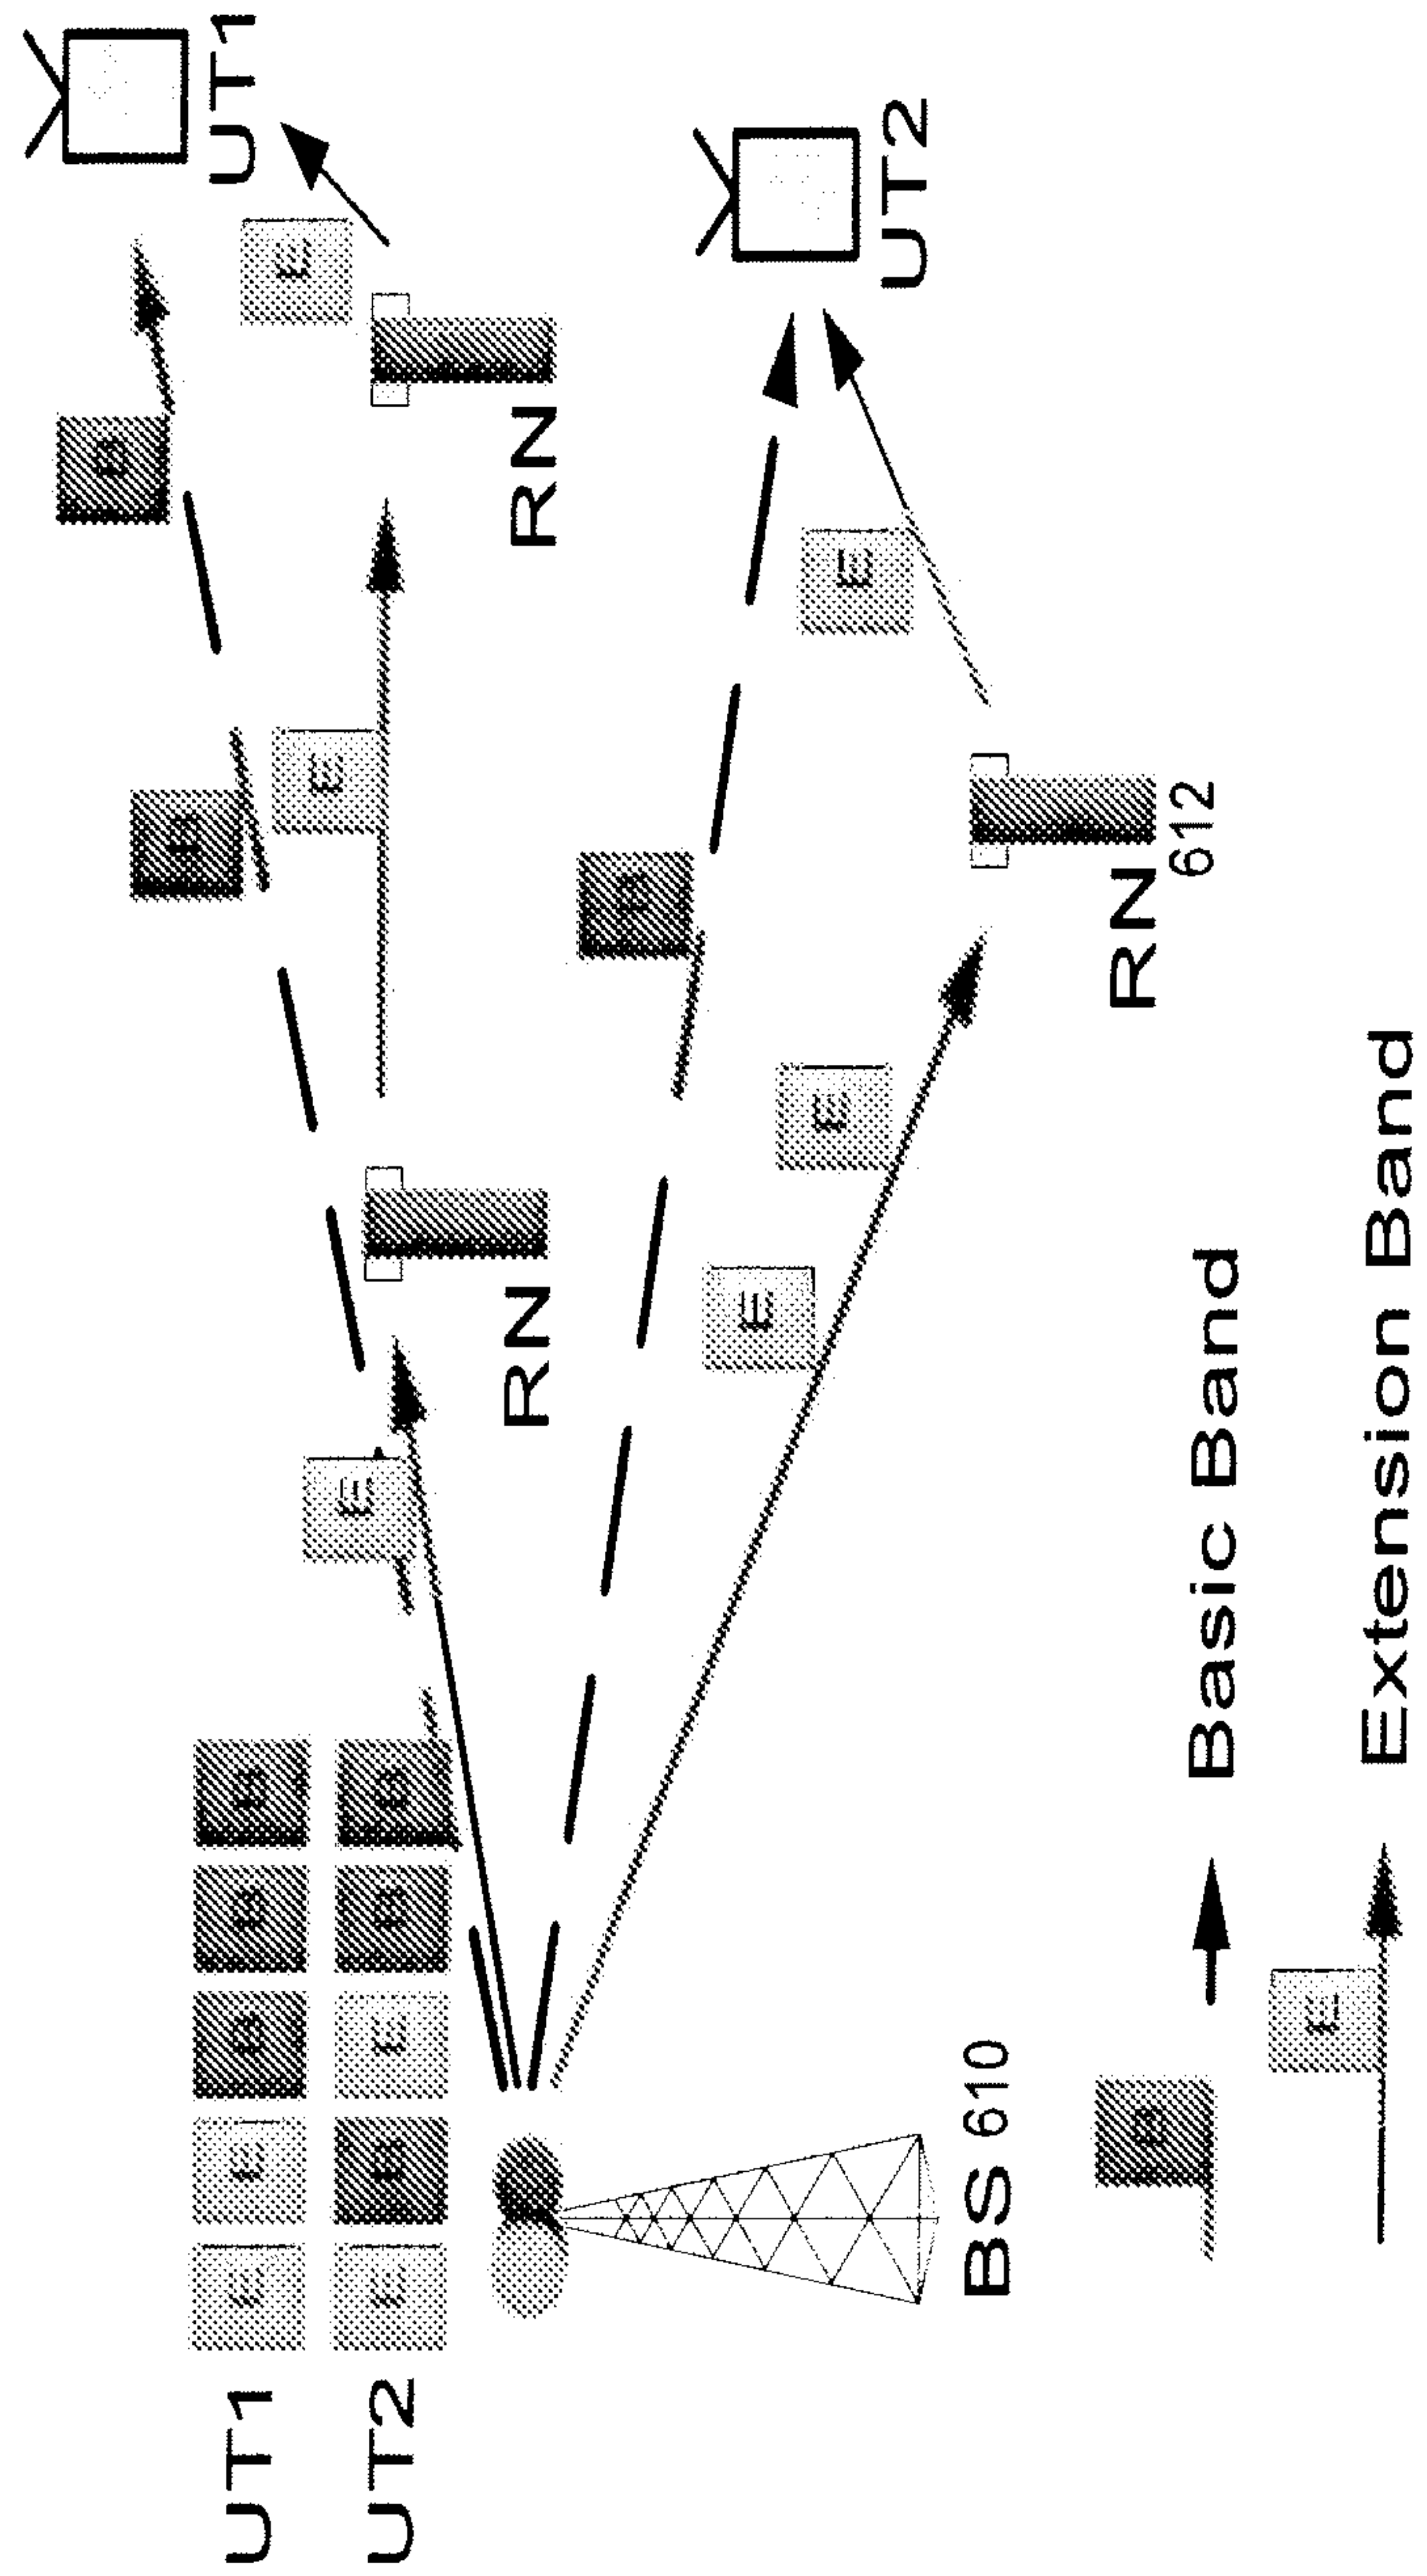 UT1 E E B B B
UT2 E B E B B
E
B
E
B
E
UT1
RN
RN
B
E
E
E
UT2
RN
612
BS 610
B Basic Band
E Extension Band